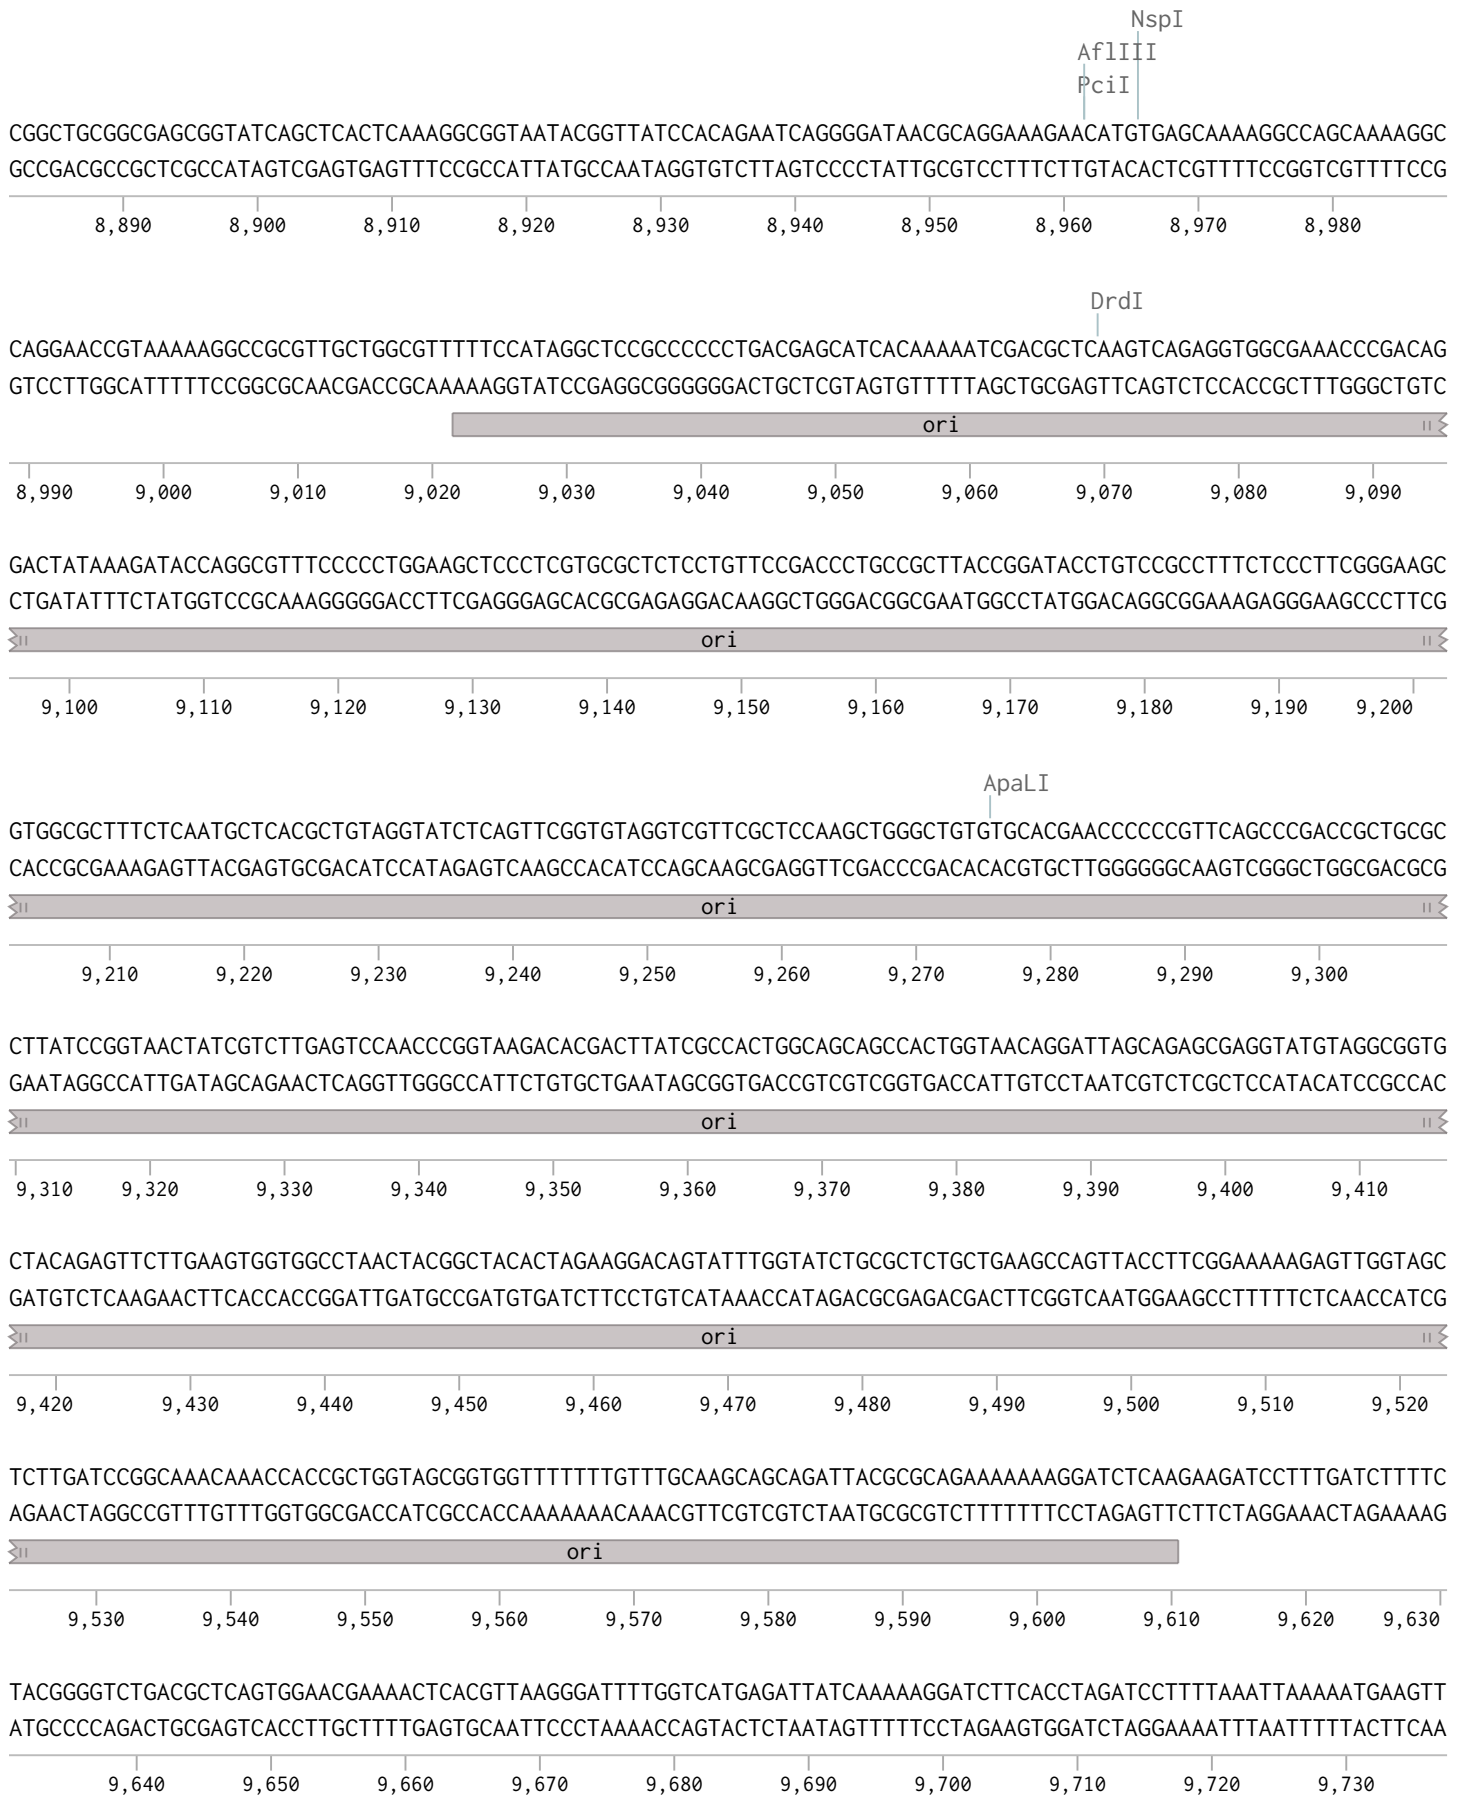 NspI
AflIII
PciI
CGGCTGCGGCGAGCGGTATCAGCTCACTCAAAGGCGGTAATACGGTTATCCACAGAATCAGGGGATAACGCAGGAAAGAACATGTGAGCAAAAGGCCAGCAAAAGGC
GCCGACGCCGCTCGCCATAGTCGAGTGAGTTTCCGCCATTATGCCAATAGGTGTCTTAGTCCCCTATTGCGTCCTTTCTTGTACACTCGTTTTCCGGTCGTTTTCCG
8,890 8,900 8,910 8,920 8,930 8,940 8,950 8,960 8,970 8,980
DrdI
CAGGAACCGTAAAAAGGCCGCGTTGCTGGCGTTTTTCCATAGGCTCCGCCCCCCTGACGAGCATCACAAAAATCGACGCTCAAGTCAGAGGTGGCGAAACCCGACAG
GTCCTTGGCATTTTTCCGGCGCAACGACCGCAAAAAGGTATCCGAGGCGGGGGGACTGCTCGTAGTGTTTTTAGCTGCGAGTTCAGTCTCCACCGCTTTGGGCTGTC
ori
8,990 9,000 9,010 9,020 9,030 9,040 9,050 9,060 9,070 9,080 9,090
GACTATAAAGATACCAGGCGTTTCCCCCTGGAAGCTCCCTCGTGCGCTCTCCTGTTCCGACCCTGCCGCTTACCGGATACCTGTCCGCCTTTCTCCCTTCGGGAAGC
CTGATATTTCTATGGTCCGCAAAGGGGGACCTTCGAGGGAGCACGCGAGAGGACAAGGCTGGGACGGCGAATGGCCTATGGACAGGCGGAAAGAGGGAAGCCCTTCG
ori
9,100 9,110 9,120 9,130 9,140 9,150 9,160 9,170 9,180 9,190 9,200
ApaLI
GTGGCGCTTTCTCAATGCTCACGCTGTAGGTATCTCAGTTCGGTGTAGGTCGTTCGCTCCAAGCTGGGCTGTGTGCACGAACCCCCCGTTCAGCCCGACCGCTGCGC
CACCGCGAAAGAGTTACGAGTGCGACATCCATAGAGTCAAGCCACATCCAGCAAGCGAGGTTCGACCCGACACACGTGCTTGGGGGGCAAGTCGGGCTGGCGACGCG
ori
9,210 9,220 9,230 9,240 9,250 9,260 9,270 9,280 9,290 9,300
CTTATCCGGTAACTATCGTCTTGAGTCCAACCCGGTAAGACACGACTTATCGCCACTGGCAGCAGCCACTGGTAACAGGATTAGCAGAGCGAGGTATGTAGGCGGTG
GAATAGGCCATTGATAGCAGAACTCAGGTTGGGCCATTCTGTGCTGAATAGCGGTGACCGTCGTCGGTGACCATTGTCCTAATCGTCTCGCTCCATACATCCGCCAC
ori
9,310 9,320 9,330 9,340 9,350 9,360 9,370 9,380 9,390 9,400 9,410
CTACAGAGTTCTTGAAGTGGTGGCCTAACTACGGCTACACTAGAAGGACAGTATTTGGTATCTGCGCTCTGCTGAAGCCAGTTACCTTCGGAAAAAGAGTTGGTAGC
GATGTCTCAAGAACTTCACCACCGGATTGATGCCGATGTGATCTTCCTGTCATAAACCATAGACGCGAGACGACTTCGGTCAATGGAAGCCTTTTTCTCAACCATCG
ori
9,420 9,430 9,440 9,450 9,460 9,470 9,480 9,490 9,500 9,510 9,520
TCTTGATCCGGCAAACAAACCACCGCTGGTAGCGGTGGTTTTTTTGTTTGCAAGCAGCAGATTACGCGCAGAAAAAAAGGATCTCAAGAAGATCCTTTGATCTTTTC
AGAACTAGGCCGTTTGTTTGGTGGCGACCATCGCCACCAAAAAAACAAACGTTCGTCGTCTAATGCGCGTCTTTTTTTCCTAGAGTTCTTCTAGGAAACTAGAAAAG
ori
9,530 9,540 9,550 9,560 9,570 9,580 9,590 9,600 9,610 9,620 9,630
TACGGGGTCTGACGCTCAGTGGAACGAAAACTCACGTTAAGGGATTTTGGTCATGAGATTATCAAAAAGGATCTTCACCTAGATCCTTTTAAATTAAAAATGAAGTT
ATGCCCCAGACTGCGAGTCACCTTGCTTTTGAGTGCAATTCCCTAAAACCAGTACTCTAATAGTTTTTCCTAGAAGTGGATCTAGGAAAATTTAATTTTTACTTCAA
9,640 9,650 9,660 9,670 9,680 9,690 9,700 9,710 9,720 9,730